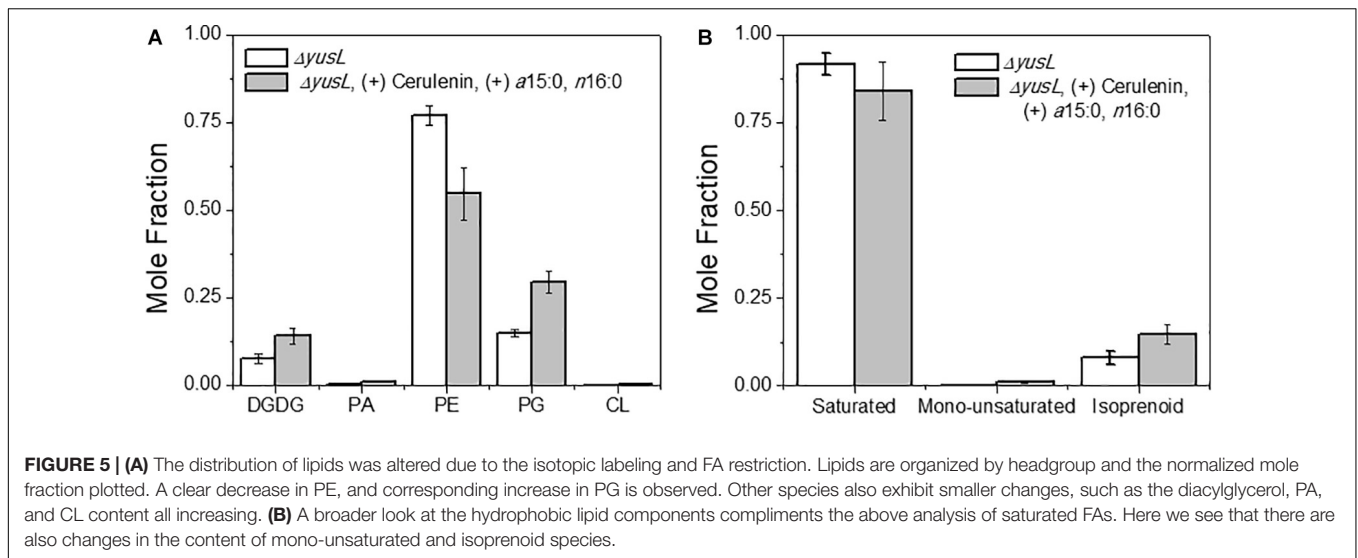 A
1.00
0.75
0.50
0.25
0.00
Mole Fraction
ΔyusL
ΔyusL, (+) Cerulenin, (+) a15:0, n16:0
DGDG PA PE PG CL
B
1.00
0.75
0.50
0.25
0.00
Mole Fraction
ΔyusL
ΔyusL, (+) Cerulenin,
(+) a15:0, n16:0
Saturated Mono-unsaturated Isoprenoid
FIGURE 5 | (A) The distribution of lipids was altered due to the isotopic labeling and FA restriction. Lipids are organized by headgroup and the normalized mole
fraction plotted. A clear decrease in PE, and corresponding increase in PG is observed. Other species also exhibit smaller changes, such as the diacylglycerol, PA,
and CL content all increasing. (B) A broader look at the hydrophobic lipid components compliments the above analysis of saturated FAs. Here we see that there are
also changes in the content of mono-unsaturated and isoprenoid species.